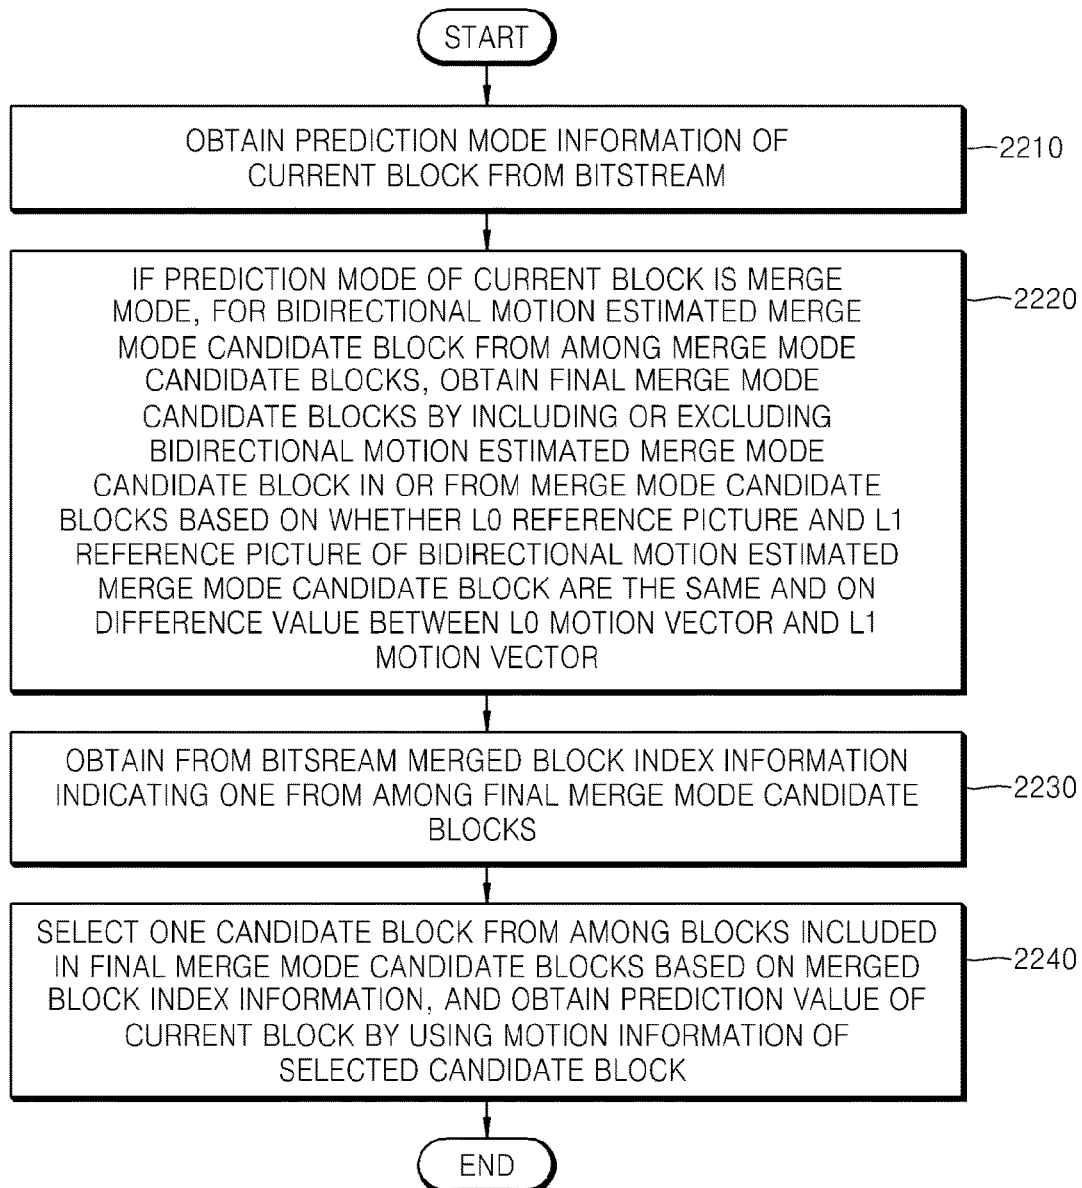 START
OBTAIN PREDICTION MODE INFORMATION OF
CURRENT BLOCK FROM BITSTREAM
2210
IF PREDICTION MODE OF CURRENT BLOCK IS MERGE
MODE, FOR BIDIRECTIONAL MOTION ESTIMATED MERGE
MODE CANDIDATE BLOCK FROM AMONG MERGE MODE
CANDIDATE BLOCKS, OBTAIN FINAL MERGE MODE
CANDIDATE BLOCKS BY INCLUDING OR EXCLUDING
BIDIRECTIONAL MOTION ESTIMATED MERGE MODE
CANDIDATE BLOCK IN OR FROM MERGE MODE CANDIDATE
BLOCKS BASED ON WHETHER L0 REFERENCE PICTURE AND L1
REFERENCE PICTURE OF BIDIRECTIONAL MOTION ESTIMATED
MERGE MODE CANDIDATE BLOCK ARE THE SAME AND ON
DIFFERENCE VALUE BETWEEN L0 MOTION VECTOR AND L1
MOTION VECTOR
2220
OBTAIN FROM BITSREAM MERGED BLOCK INDEX INFORMATION
INDICATING ONE FROM AMONG FINAL MERGE MODE CANDIDATE
BLOCKS
2230
SELECT ONE CANDIDATE BLOCK FROM AMONG BLOCKS INCLUDED
IN FINAL MERGE MODE CANDIDATE BLOCKS BASED ON MERGED
BLOCK INDEX INFORMATION, AND OBTAIN PREDICTION VALUE OF
CURRENT BLOCK BY USING MOTION INFORMATION OF
SELECTED CANDIDATE BLOCK
2240
END